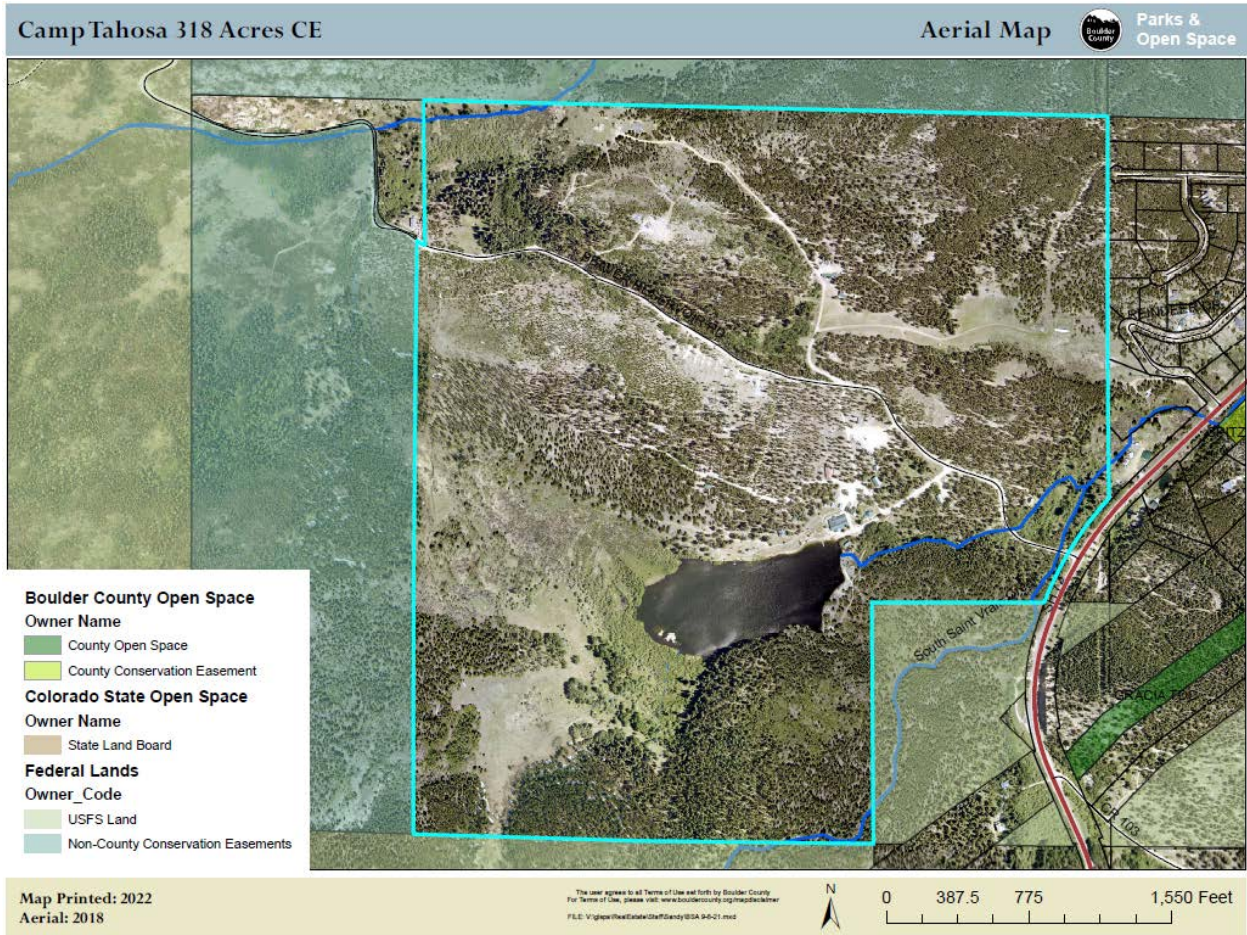 Camp Tahosa 318 Acres CE
Aerial Map
Boulder
County
Parks &
Open Space
South Saint Vrain
CR 103
Boulder County Open Space
Owner Name
County Open Space
County Conservation Easement
Colorado State Open Space
Owner Name
State Land Board
Federal Lands
Owner_Code
USFS Land
Non-County Conservation Easements
Map Printed: 2022
Aerial: 2018
The user agrees to all Terms of Use set forth by Boulder County
For Terms of Use, please visit: www.bouldercounty.org/mapdisclaimer
N
0 387.5 775 1,550 Feet